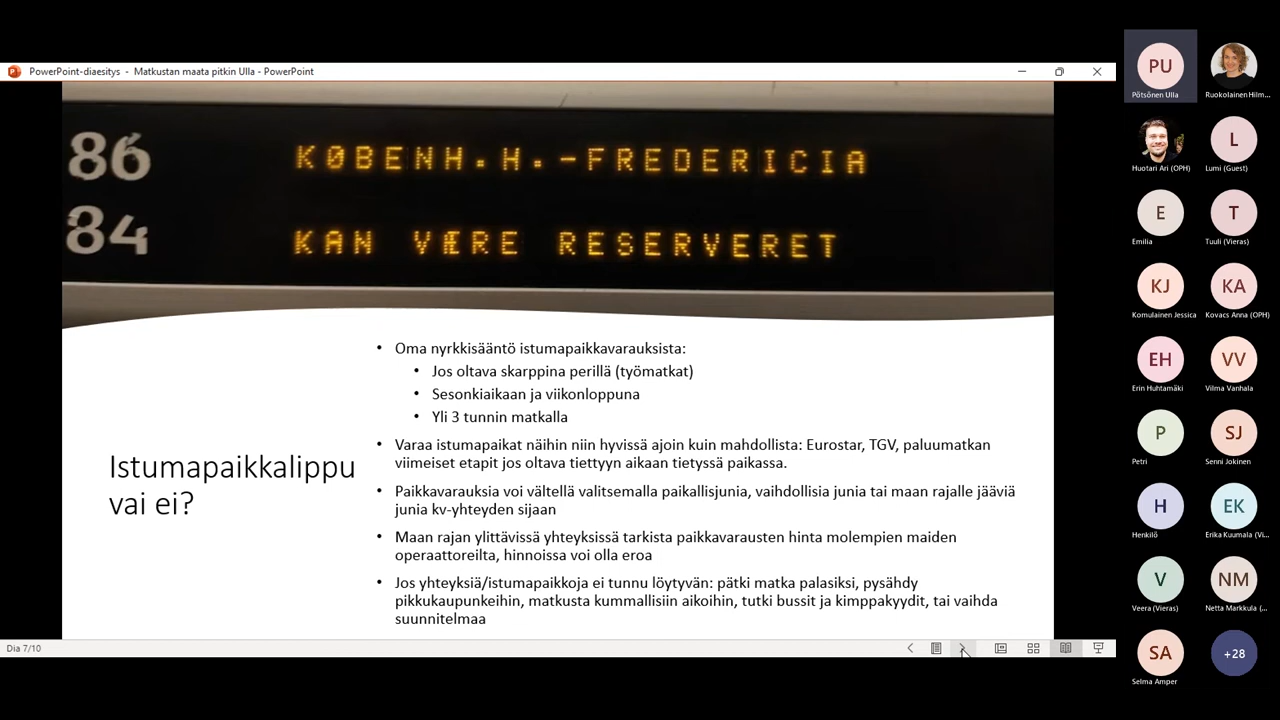 PowerPoint-diaesitys - Matkustan maata pitkin Ulla - PowerPoint
86 KØBENH.H.-FREDERICIA
84 KAN VÆRE RESERVERET
Istumapaikkalippu
vai ei?
• Oma nyrkkisääntö istumapaikkavarauksista:
• Jos oltava skarppina perillä (työmatkat)
• Sesonkiaikaan ja viikonloppuna
• Yli 3 tunnin matkalla
• Varaa istumapaikat näihin niin hyvissä ajoin kuin mahdollista: Eurostar, TGV, paluumatkan
viimeiset etapit jos oltava tiettyyn aikaan tietyssä paikassa.
• Paikkavarauksia voi vältellä valitsemalla paikallisjunia, vaihdollisia junia tai maan rajalle jääviä
junia kv-yhteyden sijaan
• Maan rajan ylittävissä yhteyksissä tarkista paikkavarausten hinta molempien maiden
operaattoreilta, hinnoissa voi olla eroa
• Jos yhteyksiä/istumapaikkoja ei tunnu löytyvän: pätki matka palasiksi, pysähdy
pikkukaupunkeihin, matkusta kummallisiin aikoihin, tutki bussit ja kimppakyydit, tai vaihda
suunnitelmaa
Dia 7/10
PU
Pötsönen Ulla
Ruokolainen Hilm...
Huotari Ari (OPH)
L
Lumi (Guest)
E
Emilia
T
Tuuli (Vieras)
KJ
Komulainen Jessica
KA
Kovacs Anna (OPH)
EH
Erin Huhtamäki
VV
Vilma Vanhala
P
Petri
SJ
Senni Jokinen
H
Henkilö
EK
Erika Kuumala (Vi...
V
Veera (Vieras)
NM
Netta Markkula (...
SA
Selma Amper
+28